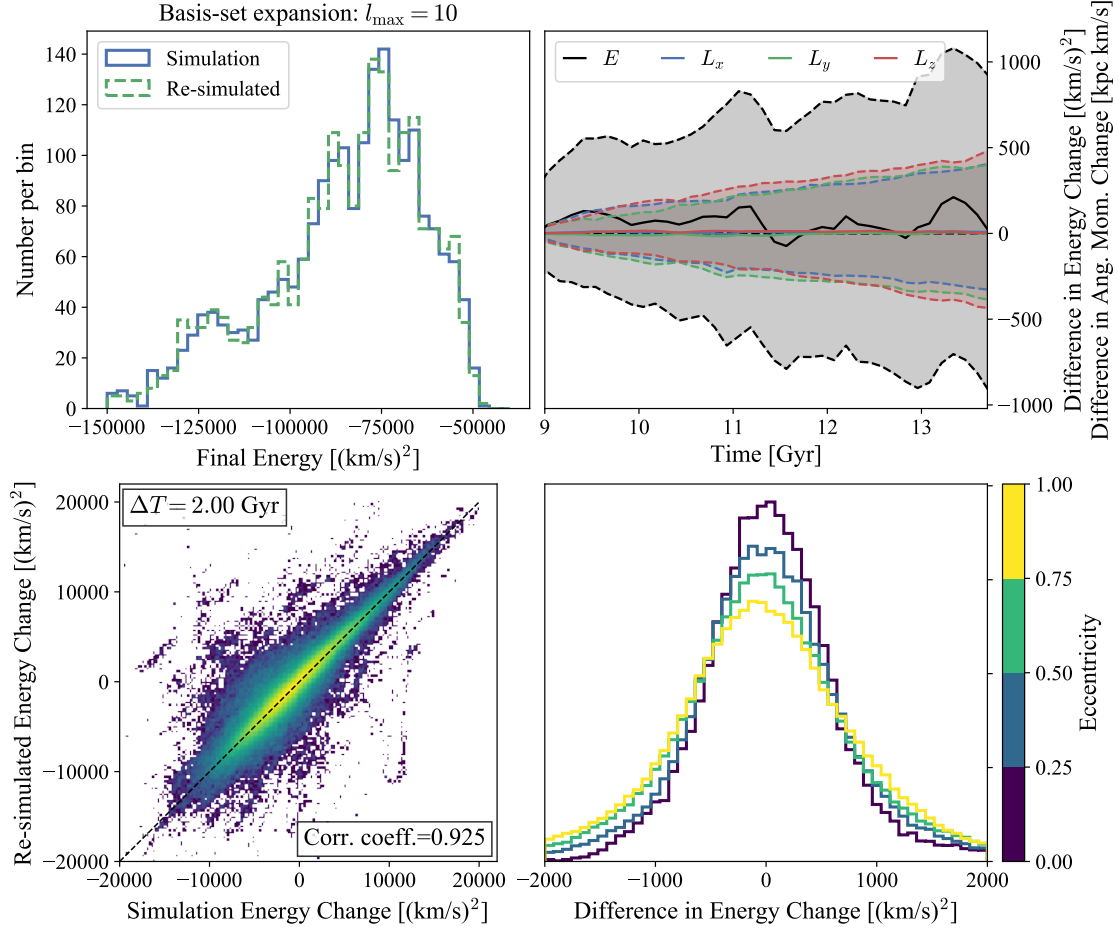 Basis-set expansion: l_max = 10
Simulation
Re-simulated
Number per bin
140
120
100
80
60
40
20
0
−150000 −125000 −100000 −75000 −50000
Final Energy [(km/s)²]
E L_x L_y L_z
1000
500
0
−500
−1000
Difference in Energy Change [(km/s)²]
Difference in Ang. Mom. Change [kpc km/s]
9 10 11 12 13
Time [Gyr]
ΔT = 2.00 Gyr
Corr. coeff.=0.925
Re-simulated Energy Change [(km/s)²]
20000
10000
0
−10000
−20000
−20000 −10000 0 10000 20000
Simulation Energy Change [(km/s)²]
−2000 −1000 0 1000 2000
Difference in Energy Change [(km/s)²]
1.00
0.75
0.50
0.25
0.00
Eccentricity